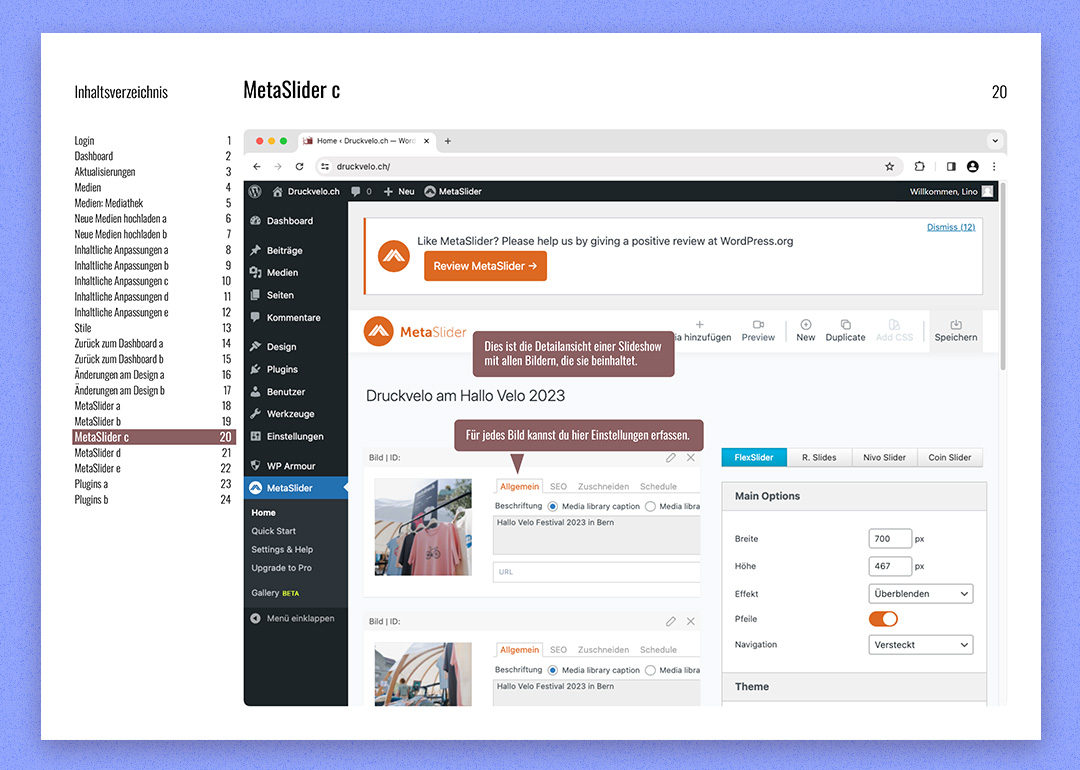 Inhaltsverzeichnis
MetaSlider c
20
Login 1
Dashboard 2
Aktualisierungen 3
Medien 4
Medien: Mediathek 5
Neue Medien hochladen a 6
Neue Medien hochladen b 7
Inhaltliche Anpassungen a 8
Inhaltliche Anpassungen b 9
Inhaltliche Anpassungen c 10
Inhaltliche Anpassungen d 11
Inhaltliche Anpassungen e 12
Stile 13
Zurück zum Dashboard a 14
Zurück zum Dashboard b 15
Änderungen am Design a 16
Änderungen am Design b 17
MetaSlider a 18
MetaSlider b 19
MetaSlider c 20
MetaSlider d 21
MetaSlider e 22
Plugins a 23
Plugins b 24
Home ‹ Druckvelo.ch — Word
druckvelo.ch/
Druckvelo.ch 0 Neu MetaSlider
Willkommen, Lino
Dashboard
Beiträge
Medien
Seiten
Kommentare
Design
Plugins
Benutzer
Werkzeuge
Einstellungen
WP Armour
MetaSlider
Home
Quick Start
Settings & Help
Upgrade to Pro
Gallery BETA
Menü einklappen
Dismiss (12)
Like MetaSlider? Please help us by giving a positive review at WordPress.org
Review MetaSlider →
MetaSlider
ia hinzufügen Preview New Duplicate Add CSS Speichern
Dies ist die Detailansicht einer Slideshow
mit allen Bildern, die sie beinhaltet.
Druckvelo am Hallo Velo 2023
Für jedes Bild kannst du hier Einstellungen erfassen.
Bild | ID:
Allgemein SEO Zuschneiden Schedule
Beschriftung Media library caption Media libra
Hallo Velo Festival 2023 in Bern
URL
Bild | ID:
Allgemein SEO Zuschneiden Schedule
Beschriftung Media library caption Media libra
Hallo Velo Festival 2023 in Bern
FlexSlider R. Slides Nivo Slider Coin Slider
Main Options
Breite 700 px
Höhe 467 px
Effekt Überblenden
Pfeile
Navigation Versteckt
Theme